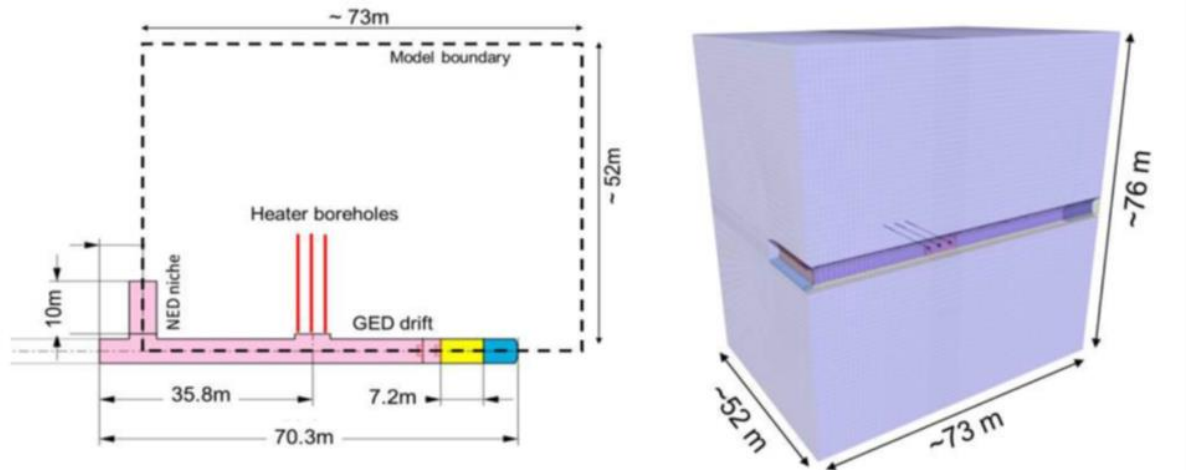 ~ 73m
Model boundary
~ 52m
Heater boreholes
NED niche
10m
GED drift
35.8m
7.2m
70.3m
~76 m
~52 m
~73 m